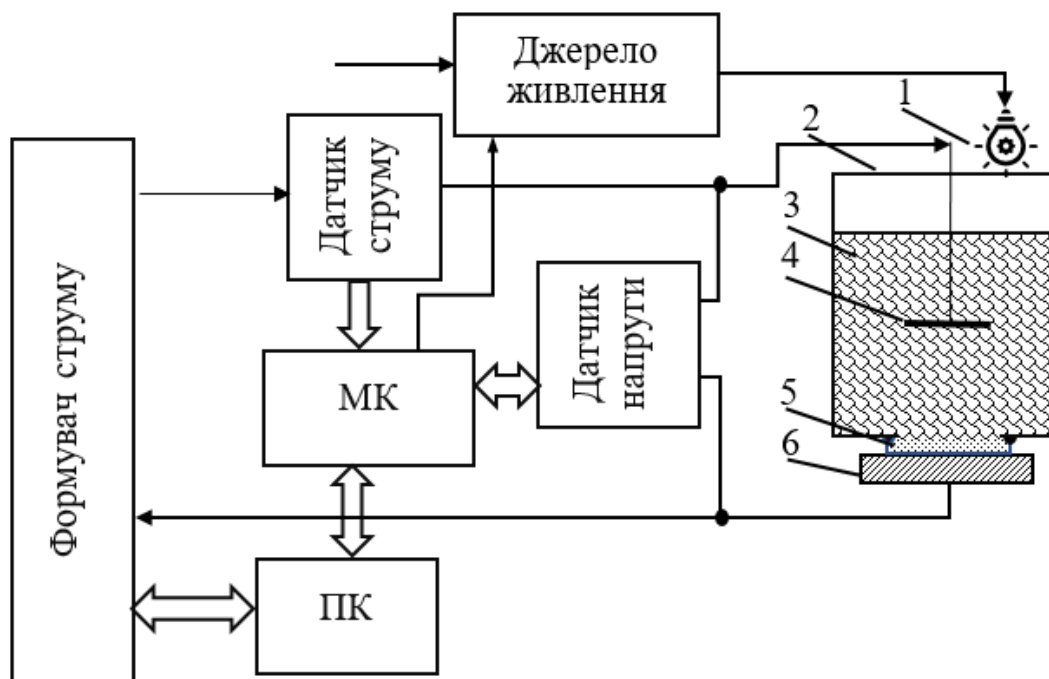 Джерело
живлення
1
2
Датчик
струму
3
4
Формувач струму
Датчик
напруги
МК
5
6
ПК